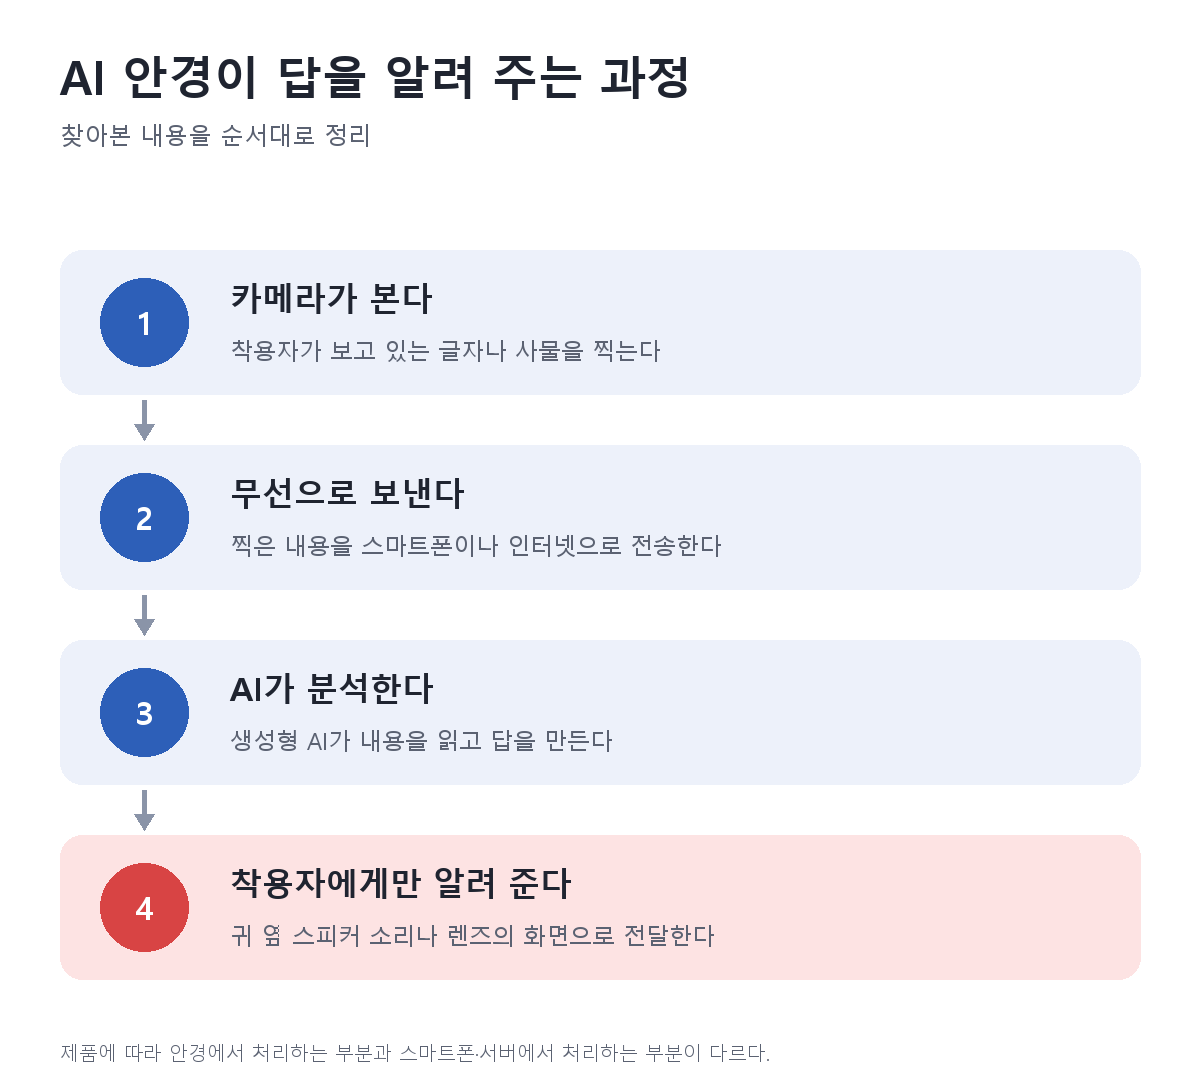 AI 안경이 답을 알려 주는 과정
찾아본 내용을 순서대로 정리
1
카메라가 본다
착용자가 보고 있는 글자나 사물을 찍는다
2
무선으로 보낸다
찍은 내용을 스마트폰이나 인터넷으로 전송한다
3
AI가 분석한다
생성형 AI가 내용을 읽고 답을 만든다
4
착용자에게만 알려 준다
귀 옆 스피커 소리나 렌즈의 화면으로 전달한다
제품에 따라 안경에서 처리하는 부분과 스마트폰·서버에서 처리하는 부분이 다르다.